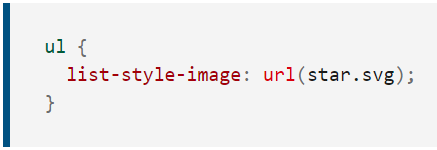 ul {
  list-style-image: url(star.svg);
}